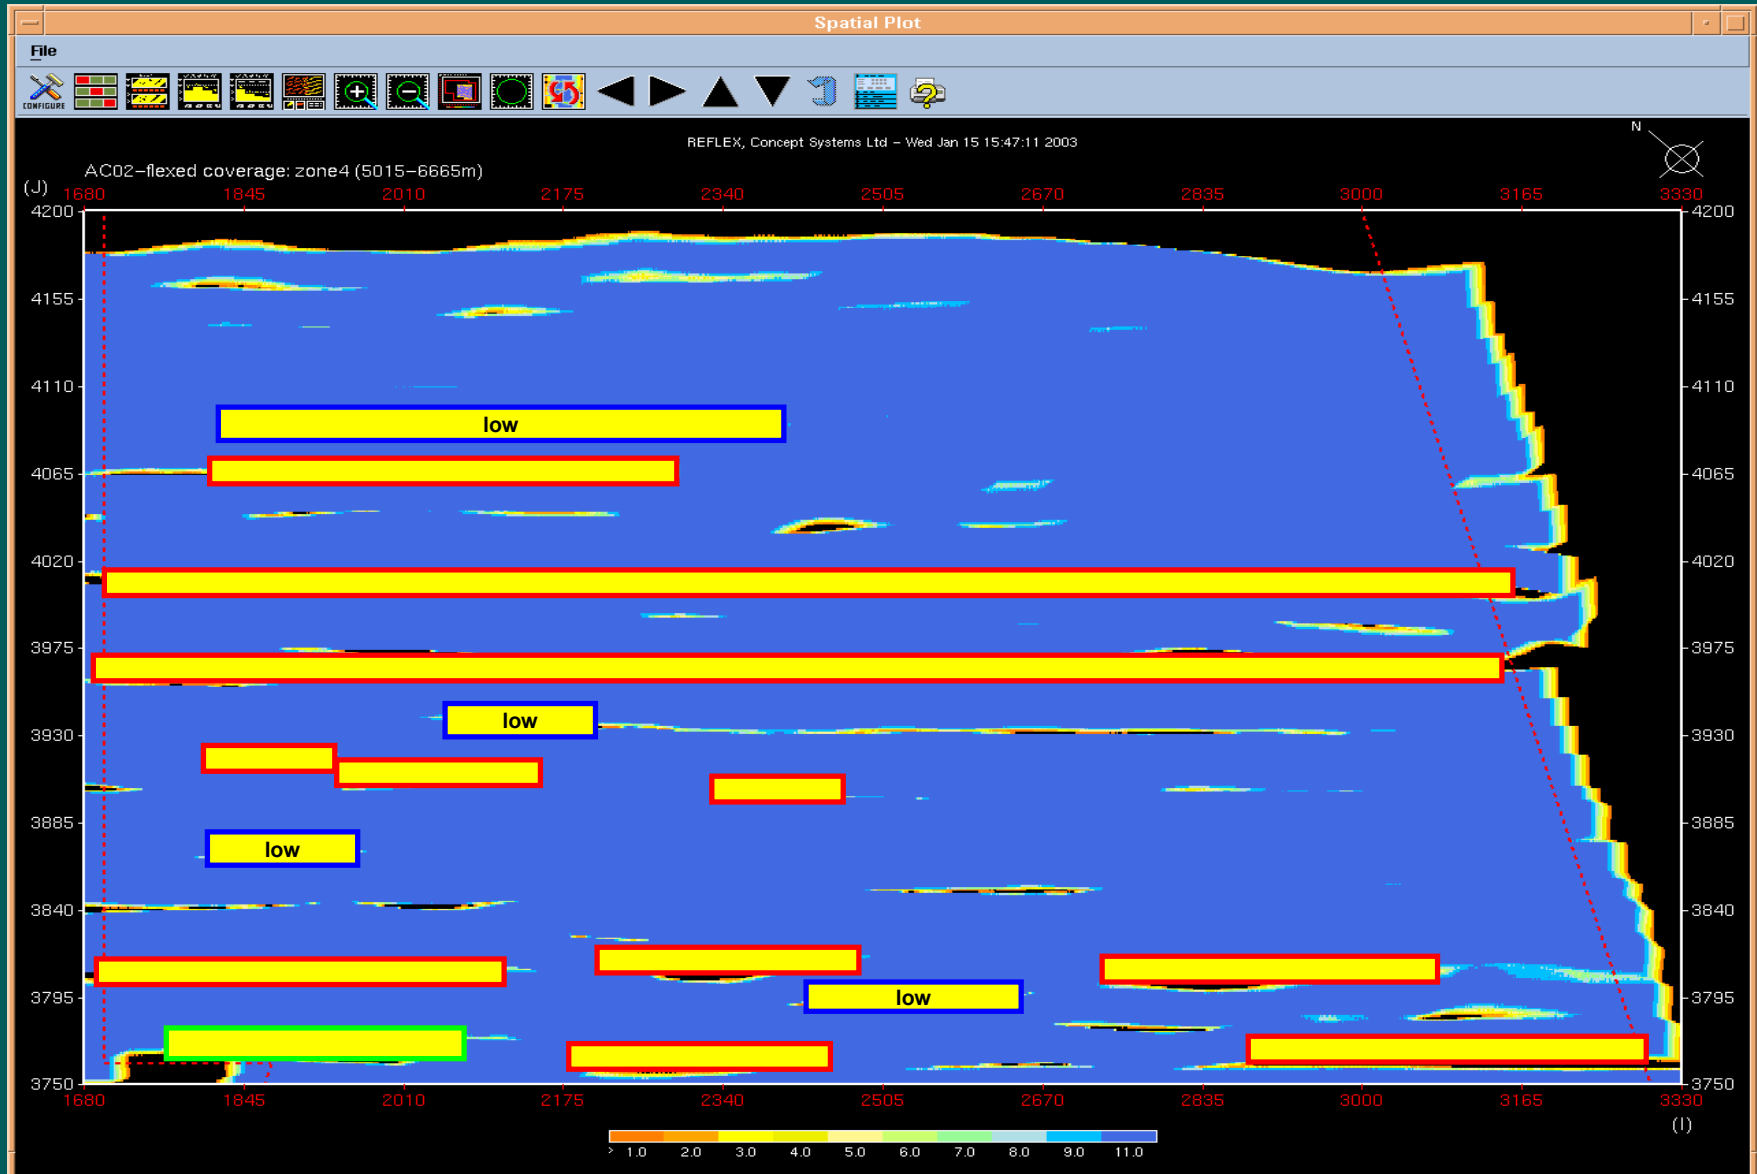 Spatial Plot
File
CONFIGURE
REFLEX, Concept Systems Ltd – Wed Jan 15 15:47:11 2003
N
AC02–flexed coverage: zone4 (5015–6665m)
(J)
1680 1845 2010 2175 2340 2505 2670 2835 3000 3165 3330
4200 4200
4155 4155
4110 4110
low
4065 4065
4020 4020
3975 3975
low
3930 3930
3885 3885
low
3840 3840
3795 low 3795
3750 3750
1680 1845 2010 2175 2340 2505 2670 2835 3000 3165 3330
(I)
> 1.0 2.0 3.0 4.0 5.0 6.0 7.0 8.0 9.0 11.0